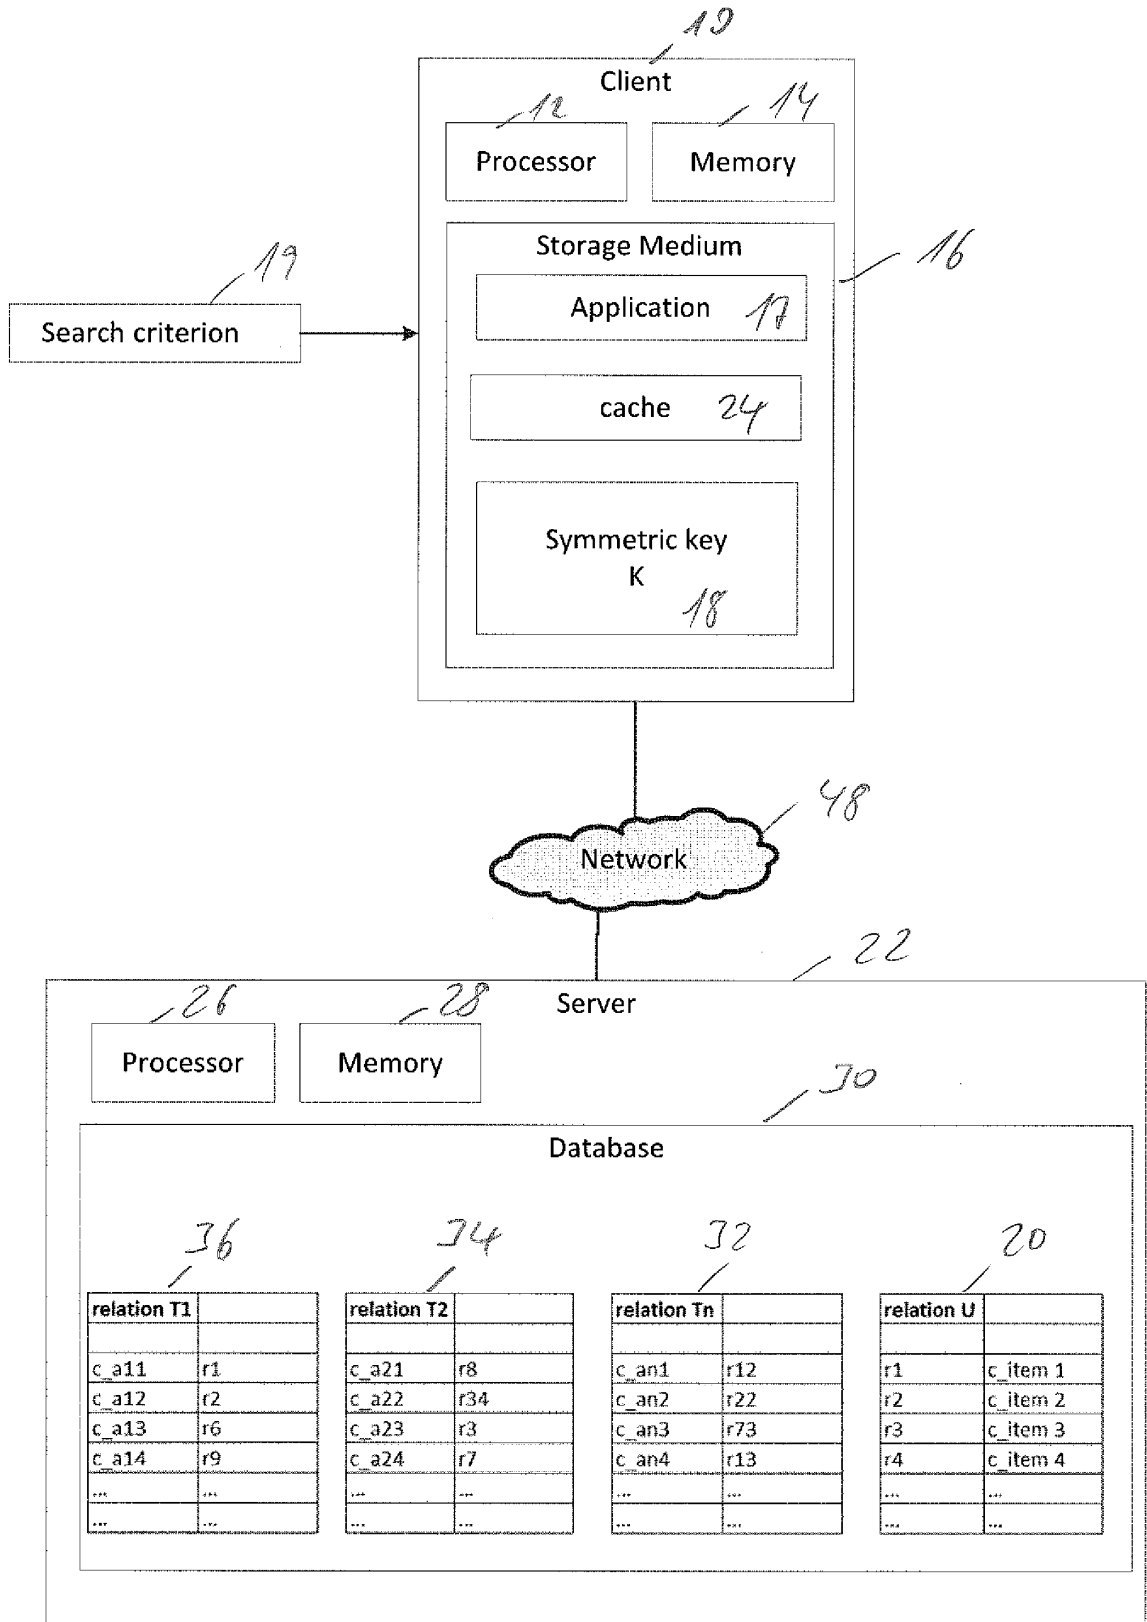 10
Client
12
14
Processor
Memory
Storage Medium
16
19
Application 17
Search criterion
cache 24
Symmetric key
K
18
48
Network
22
Server
26
28
Processor
Memory
30
Database
36
34
32
20
relation T1
c_a11 r1
c_a12 r2
c_a13 r6
c_a14 r9
... ...
... ...
relation T2
c_a21 r8
c_a22 r34
c_a23 r3
c_a24 r7
... ...
... ...
relation Tn
c_an1 r12
c_an2 r22
c_an3 r73
c_an4 r13
... ...
... ...
relation U
r1 c_item 1
r2 c_item 2
r3 c_item 3
r4 c_item 4
... ...
... ...